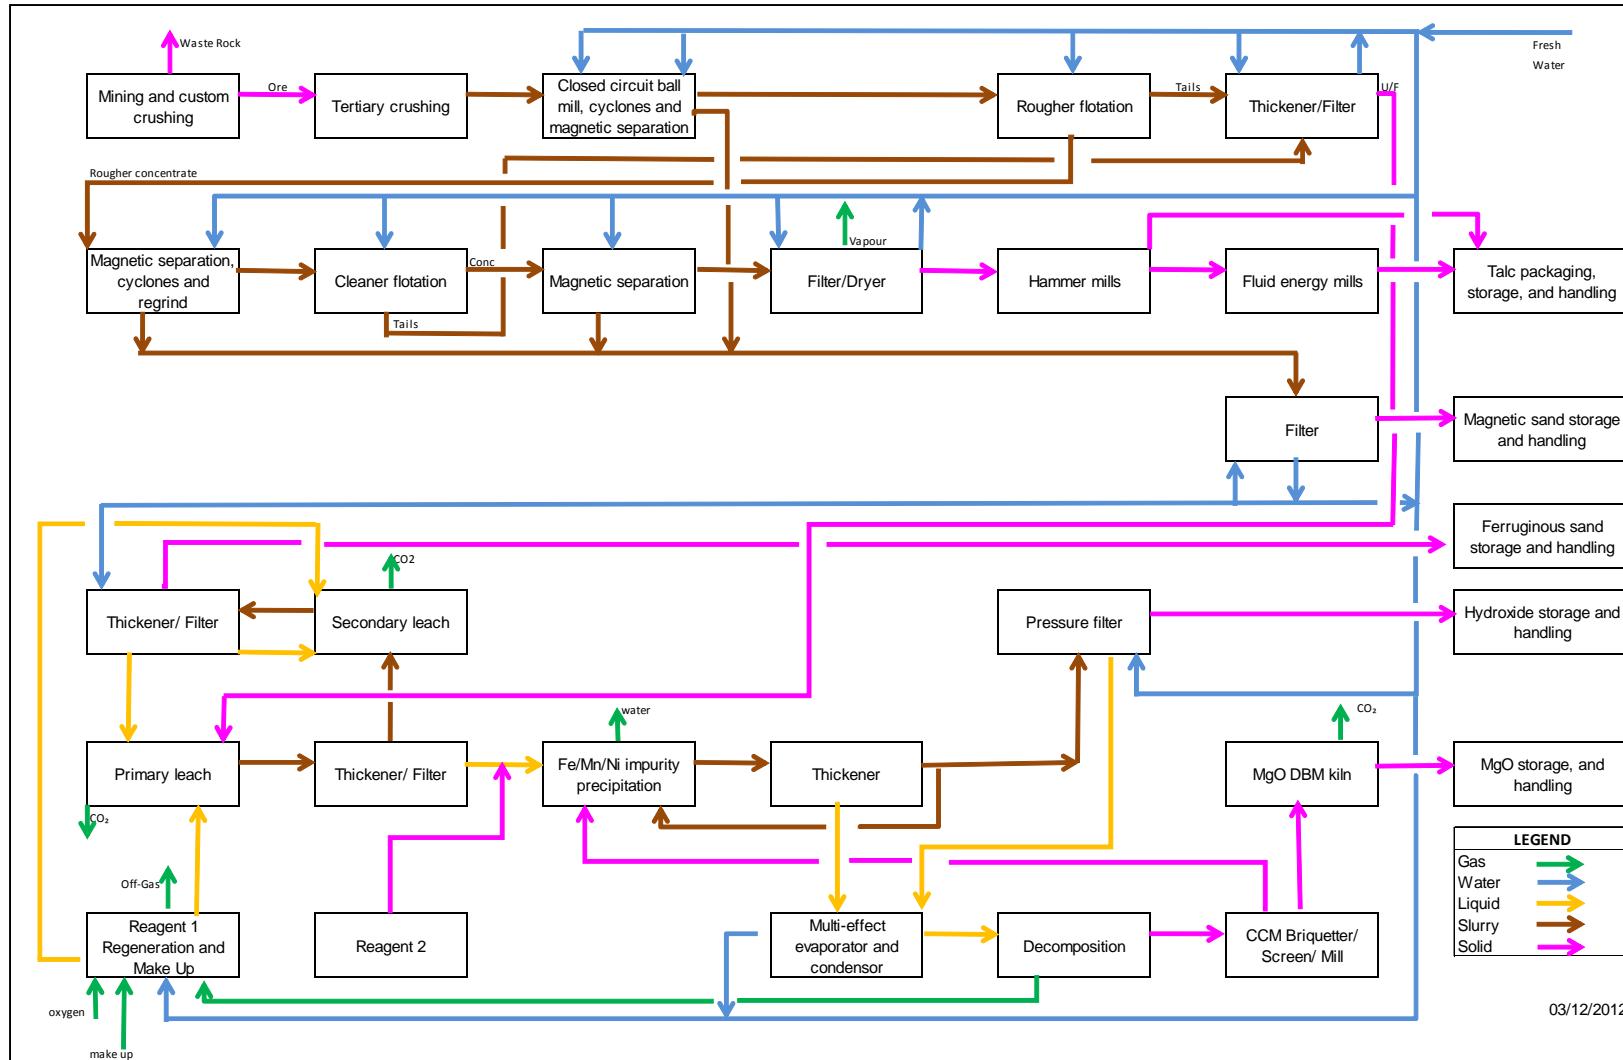 Waste Rock
Fresh
Water
Mining and custom
crushing
Ore
Tertiary crushing
Closed circuit ball
mill, cyclones and
magnetic separation
Rougher flotation
Tails
Thickener/Filter
U/F
Rougher concentrate
Magnetic separation,
cyclones and
regrind
Cleaner flotation
Conc
Tails
Magnetic separation
Vapour
Filter/Dryer
Hammer mills
Fluid energy mills
Talc packaging,
storage, and handling
Filter
Magnetic sand storage
and handling
Ferruginous sand
storage and handling
CO2
Thickener/ Filter
Secondary leach
Pressure filter
Hydroxide storage and
handling
water
CO₂
Primary leach
Thickener/ Filter
Fe/Mn/Ni impurity
precipitation
Thickener
MgO DBM kiln
MgO storage, and
handling
CO₂
Off-Gas
Reagent 1
Regeneration and
Make Up
Reagent 2
Multi-effect
evaporator and
condensor
Decomposition
CCM Briquetter/
Screen/ Mill
LEGEND
Gas
Water
Liquid
Slurry
Solid
oxygen
make up
03/12/2012